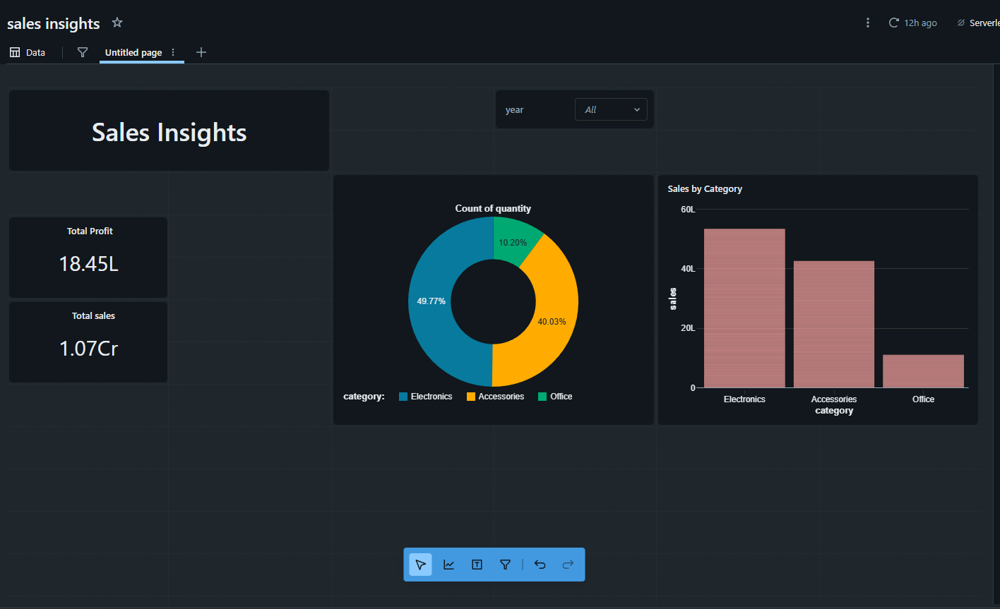 sales insights
12h ago
Serverle
Data
Untitled page
Sales Insights
year
All
Total Profit
18.45L
Total sales
1.07Cr
Count of quantity
10.20%
49.77%
40.03%
category:
Electronics
Accessories
Office
Sales by Category
60L
40L
20L
0
sales
Electronics
Accessories
Office
category